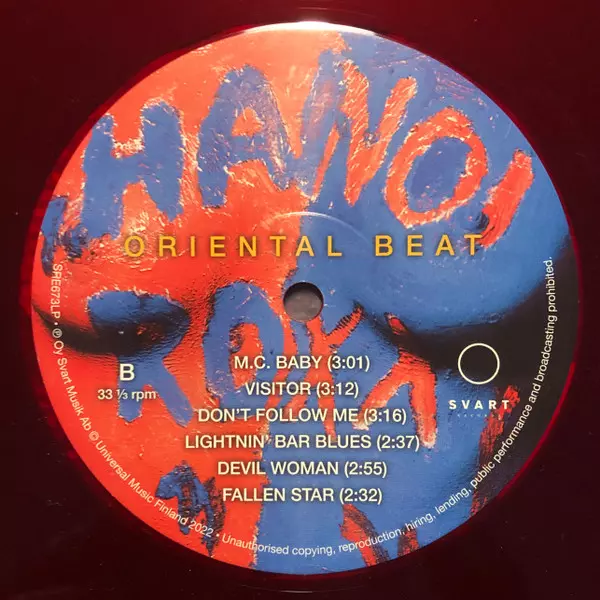 HANOI
ROKA
ORIENTAL BEAT
B
33 ⅓ rpm
M.C. BABY (3:01)
VISITOR (3:12)
DON'T FOLLOW ME (3:16)
LIGHTNIN' BAR BLUES (2:37)
DEVIL WOMAN (2:55)
FALLEN STAR (2:32)
SVART
RECORDS
SRE673LP • ℗ Oy Svart Musik Ab © Universal Music Finland 2022 • Unauthorised copying, reproduction, hiring, lending, public performance and broadcasting prohibited.